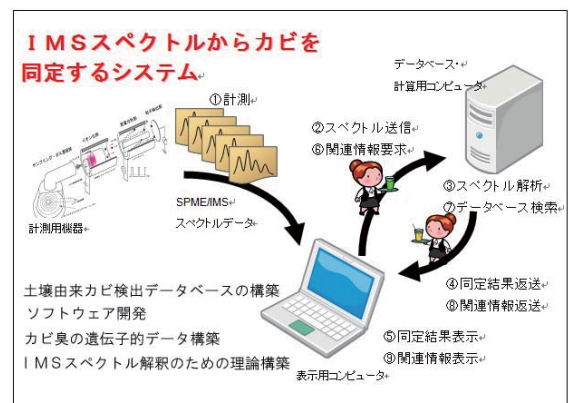 ＩＭＳスペクトルからカビを
同定するシステム
データベース・
計算用コンピュータ
①計測
②スペクトル送信
⑥関連情報要求
SPME/IMS
スペクトルデータ
計測用機器
③スペクトル解析
⑦データベース検索
④同定結果返送
⑧関連情報返送
土壌由来カビ検出データベースの構築
ソフトウェア開発
カビ臭の遺伝子的データ構築
ＩＭＳスペクトル解釈のための理論構築
⑤同定結果表示
⑨関連情報表示
表示用コンピュータ